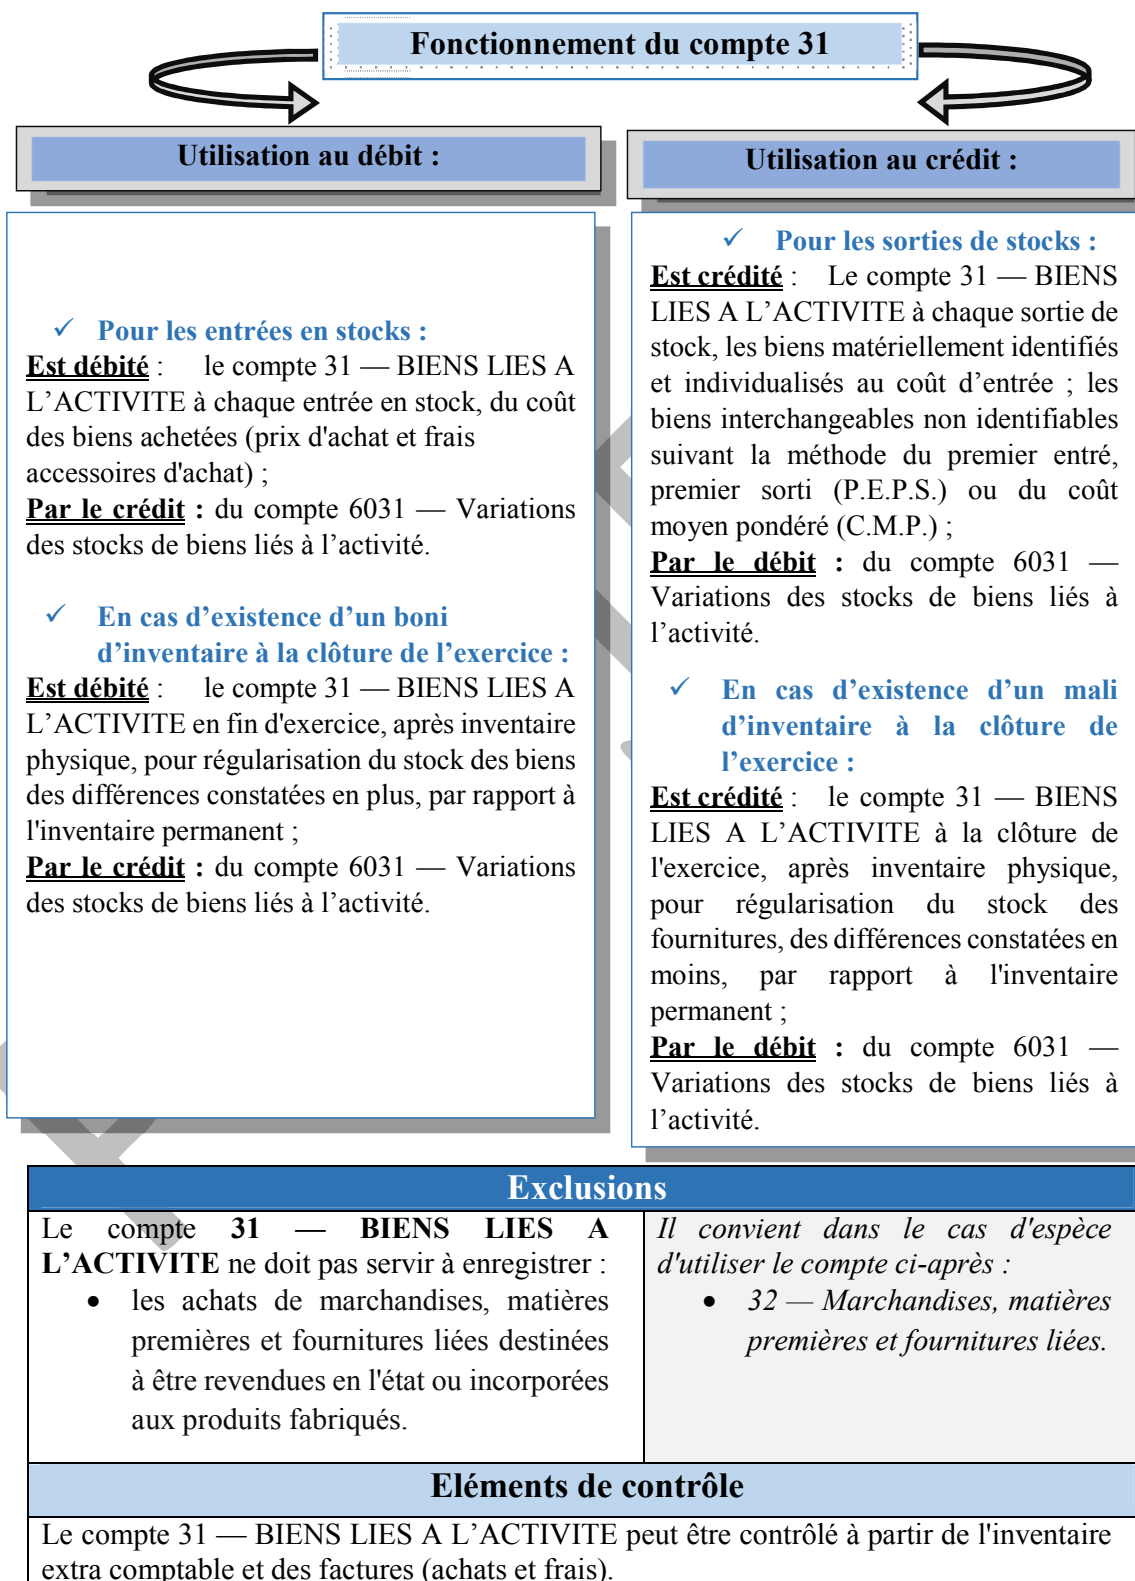 Fonctionnement du compte 31
Utilisation au débit :
✓ Pour les entrées en stocks :
Est débité : le compte 31 — BIENS LIES A
L’ACTIVITE à chaque entrée en stock, du coût
des biens achetées (prix d'achat et frais
accessoires d'achat) ;
Par le crédit : du compte 6031 — Variations
des stocks de biens liés à l’activité.
✓ En cas d’existence d’un boni
d’inventaire à la clôture de l’exercice :
Est débité : le compte 31 — BIENS LIES A
L’ACTIVITE en fin d'exercice, après inventaire
physique, pour régularisation du stock des biens
des différences constatées en plus, par rapport à
l'inventaire permanent ;
Par le crédit : du compte 6031 — Variations
des stocks de biens liés à l’activité.
Utilisation au crédit :
✓ Pour les sorties de stocks :
Est crédité : Le compte 31 — BIENS
LIES A L’ACTIVITE à chaque sortie de
stock, les biens matériellement identifiés
et individualisés au coût d’entrée ; les
biens interchangeables non identifiables
suivant la méthode du premier entré,
premier sorti (P.E.P.S.) ou du coût
moyen pondéré (C.M.P.) ;
Par le débit : du compte 6031 —
Variations des stocks de biens liés à
l’activité.
✓ En cas d’existence d’un mali
d’inventaire à la clôture de
l’exercice :
Est crédité : le compte 31 — BIENS
LIES A L’ACTIVITE à la clôture de
l'exercice, après inventaire physique,
pour régularisation du stock des
fournitures, des différences constatées en
moins, par rapport à l'inventaire
permanent ;
Par le débit : du compte 6031 —
Variations des stocks de biens liés à
l’activité.
Exclusions
Le compte 31 — BIENS LIES A
L’ACTIVITE ne doit pas servir à enregistrer :
• les achats de marchandises, matières
premières et fournitures liées destinées
à être revendues en l'état ou incorporées
aux produits fabriqués.
Il convient dans le cas d'espèce
d'utiliser le compte ci-après :
• 32 — Marchandises, matières
premières et fournitures liées.
Eléments de contrôle
Le compte 31 — BIENS LIES A L’ACTIVITE peut être contrôlé à partir de l'inventaire
extra comptable et des factures (achats et frais).